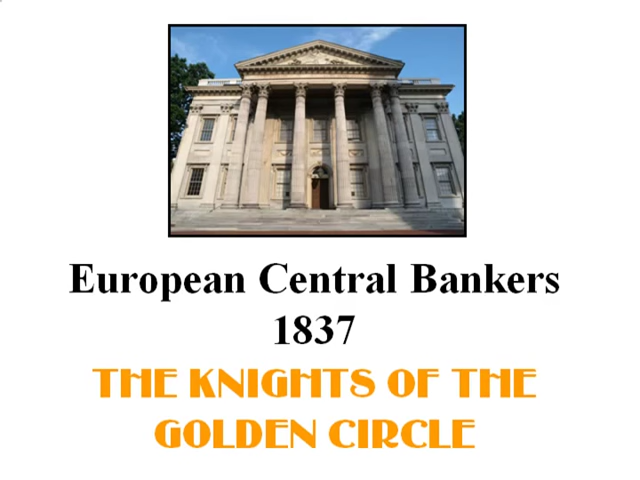 European Central Bankers
1837
THE KNIGHTS OF THE
GOLDEN CIRCLE